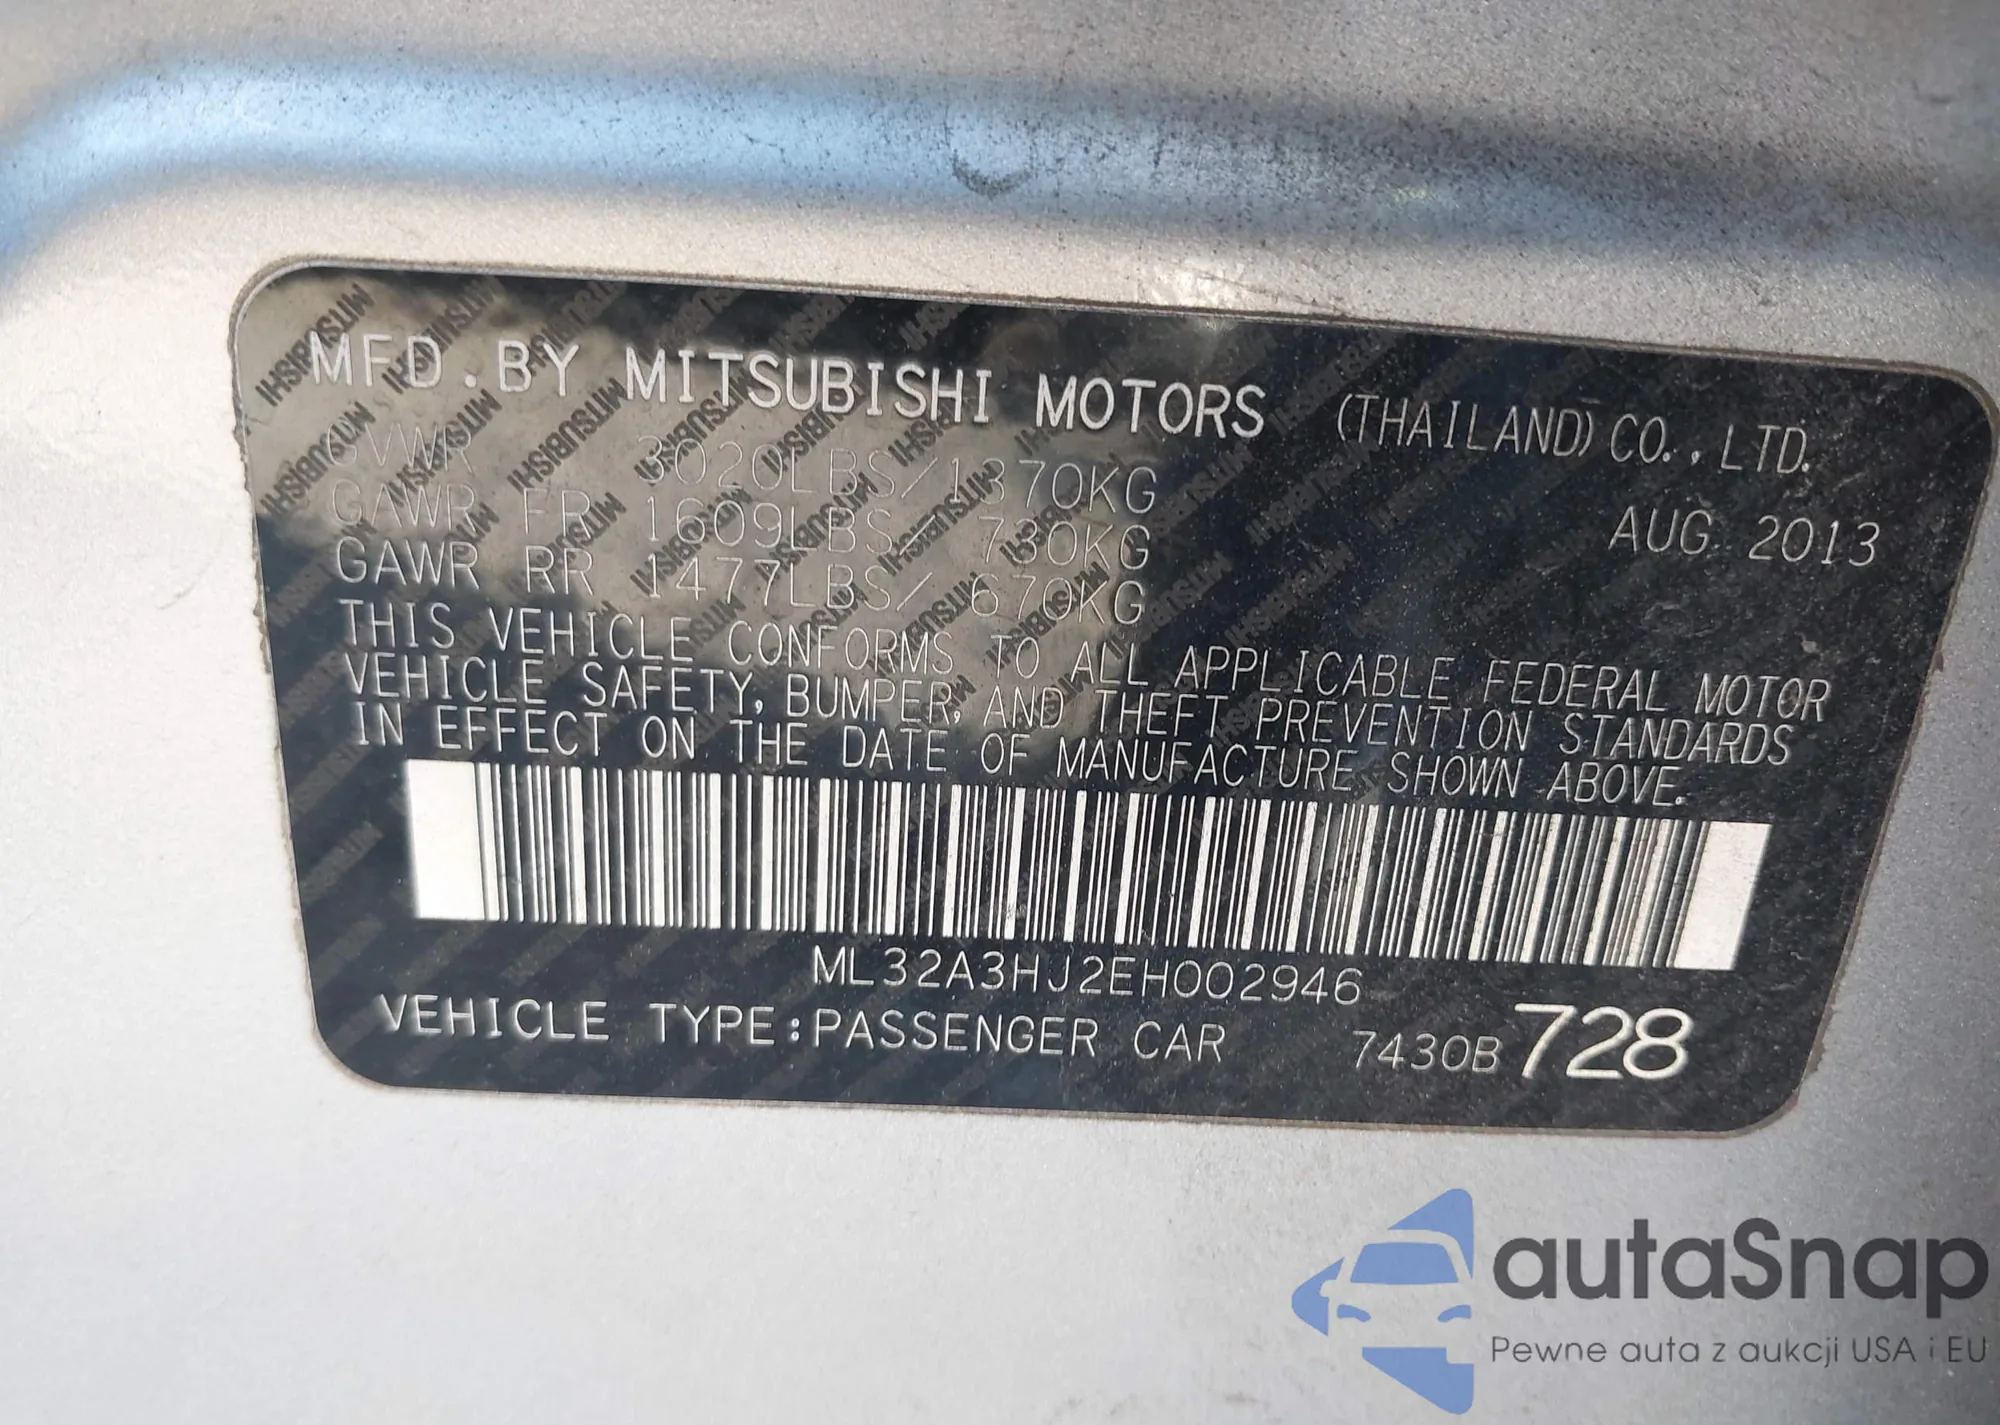 MFD. BY MITSUBISHI MOTORS (THAILAND) CO., LTD.
GVWR 3020LBS/1370KG
AUG 2013
GAWR FR 1609LBS/ 730KG
GAWR RR 1477LBS/ 670KG
THIS VEHICLE CONFORMS TO ALL APPLICABLE FEDERAL MOTOR
VEHICLE SAFETY, BUMPER, AND THEFT PREVENTION STANDARDS
IN EFFECT ON THE DATE OF MANUFACTURE SHOWN ABOVE.
ML32A3HJ2EH002946
VEHICLE TYPE:PASSENGER CAR 7430B 728
autaSnap
Pewne auta z aukcji USA i EU